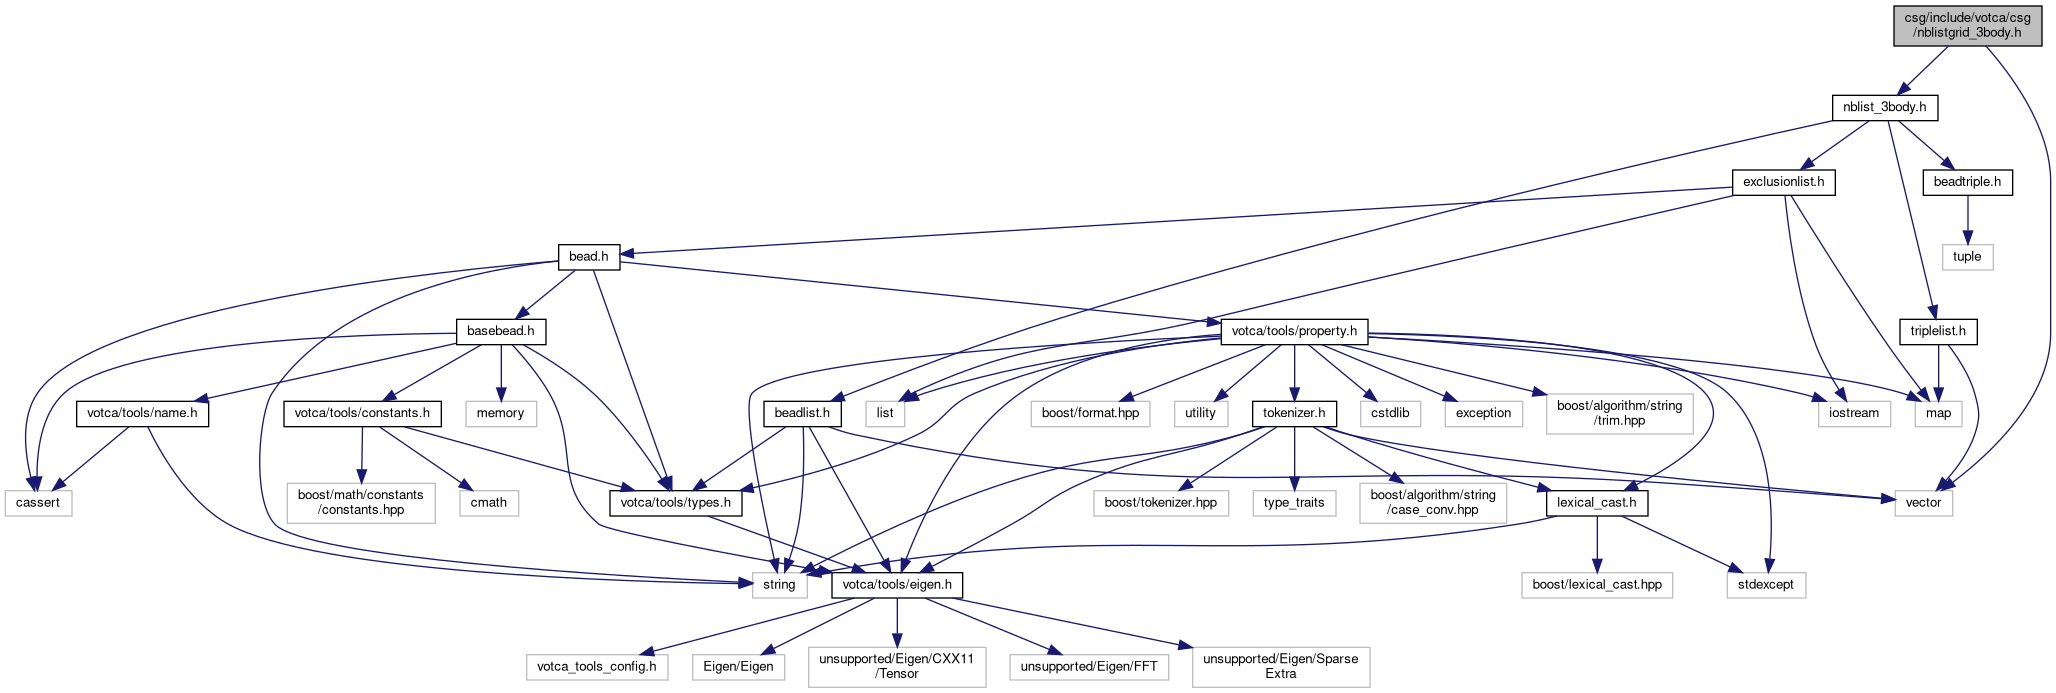 csg/include/votca/csg
/nblistgrid_3body.h
nblist_3body.h
exclusionlist.h
beadtriple.h
bead.h
tuple
basebead.h
votca/tools/property.h
triplelist.h
votca/tools/name.h
votca/tools/constants.h
memory
beadlist.h
list
boost/format.hpp
utility
tokenizer.h
cstdlib
exception
boost/algorithm/string
/trim.hpp
iostream
map
cassert
boost/math/constants
/constants.hpp
cmath
votca/tools/types.h
boost/tokenizer.hpp
type_traits
boost/algorithm/string
/case_conv.hpp
lexical_cast.h
vector
string
votca/tools/eigen.h
boost/lexical_cast.hpp
stdexcept
votca_tools_config.h
Eigen/Eigen
unsupported/Eigen/CXX11
/Tensor
unsupported/Eigen/FFT
unsupported/Eigen/Sparse
Extra